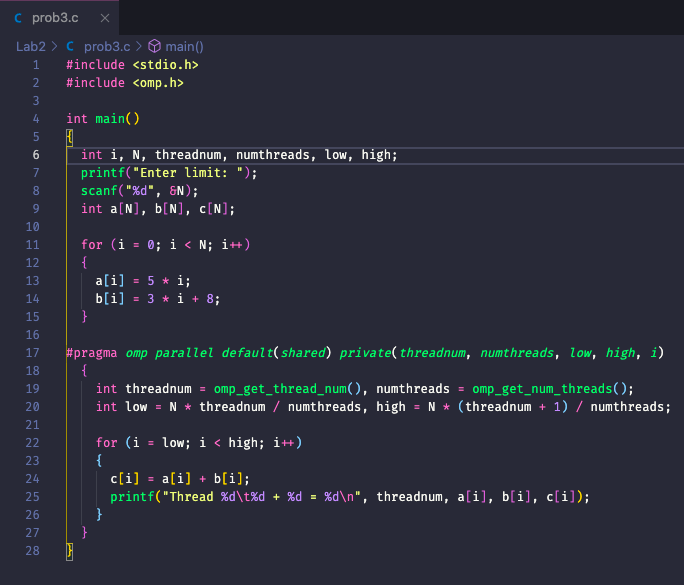 C prob3.c ×
Lab2 > C prob3.c > main()
1 #include <stdio.h>
2 #include <omp.h>
3
4 int main()
5 {
6   int i, N, threadnum, numthreads, low, high;
7   printf("Enter limit: ");
8   scanf("%d", &N);
9   int a[N], b[N], c[N];
10
11   for (i = 0; i < N; i++)
12   {
13     a[i] = 5 * i;
14     b[i] = 3 * i + 8;
15   }
16
17 #pragma omp parallel default(shared) private(threadnum, numthreads, low, high, i)
18   {
19     int threadnum = omp_get_thread_num(), numthreads = omp_get_num_threads();
20     int low = N * threadnum / numthreads, high = N * (threadnum + 1) / numthreads;
21
22     for (i = low; i < high; i++)
23     {
24       c[i] = a[i] + b[i];
25       printf("Thread %d\t%d + %d = %d\n", threadnum, a[i], b[i], c[i]);
26     }
27   }
28 }